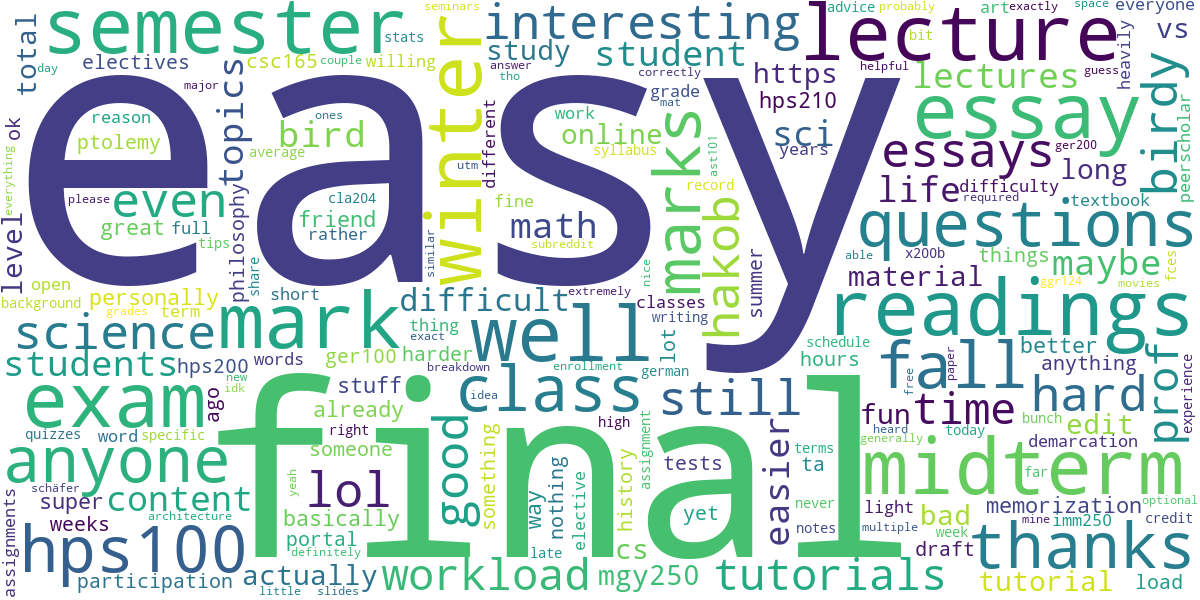 easy
final
semester
interesting
lecture
winter
seminars
advice
probably
art
exactly
space
everyone
stats
study
student
bit
vs
total
electives
csc165
couple
willing
day
major
answer
tho
correctly
mat
https
helpful
guess
heavily
lectures
grade
hps210
essay
birdy
peerscholar
ok
topics
reason
ptolemy
bird
average
ones
different
work
online
syllabus
marks
ast101
sci
years
essays
ger200
long
everything
level
please
even
great
full
tips
philosophy
share
cla204
friend
rather
utm
fine
math
subreddit
similar
record
hakob
summer
life
difficulty
required
textbook
questions
x200b
able
things
maybe
movies
fces
open
background
personally
term
grades
short
difficult
extremely
nice
classes
writing
material
ggr124
readings
science
mark
thing
exact
well
lot
schedule
hours
better
students
hps200
words
ger100
harder
breakdown
enrollment
german
fall
free
paper
anything
prof
experience
exam
ago
new
idk
stuff
already
class
idea
still
high
hard
quizzes
word
specific
right
someone
good
something
way
nothing
elective
history
assignment
tests
easier
terms
ta
fun
time
heard
generally
today
bunch
edit
demarcation
anyone
schäfer
super
content
lol
yeah
yet
never
midterm
far
weeks
basically
portal
cs
notes
light
memorization
optional
assignments
hps100
architecture
definitely
late
multiple
bad
week
imm250
mine
credit
draft
thanks
participation
actually
little
slides
workload
mgy250
tutorials
tutorial
load